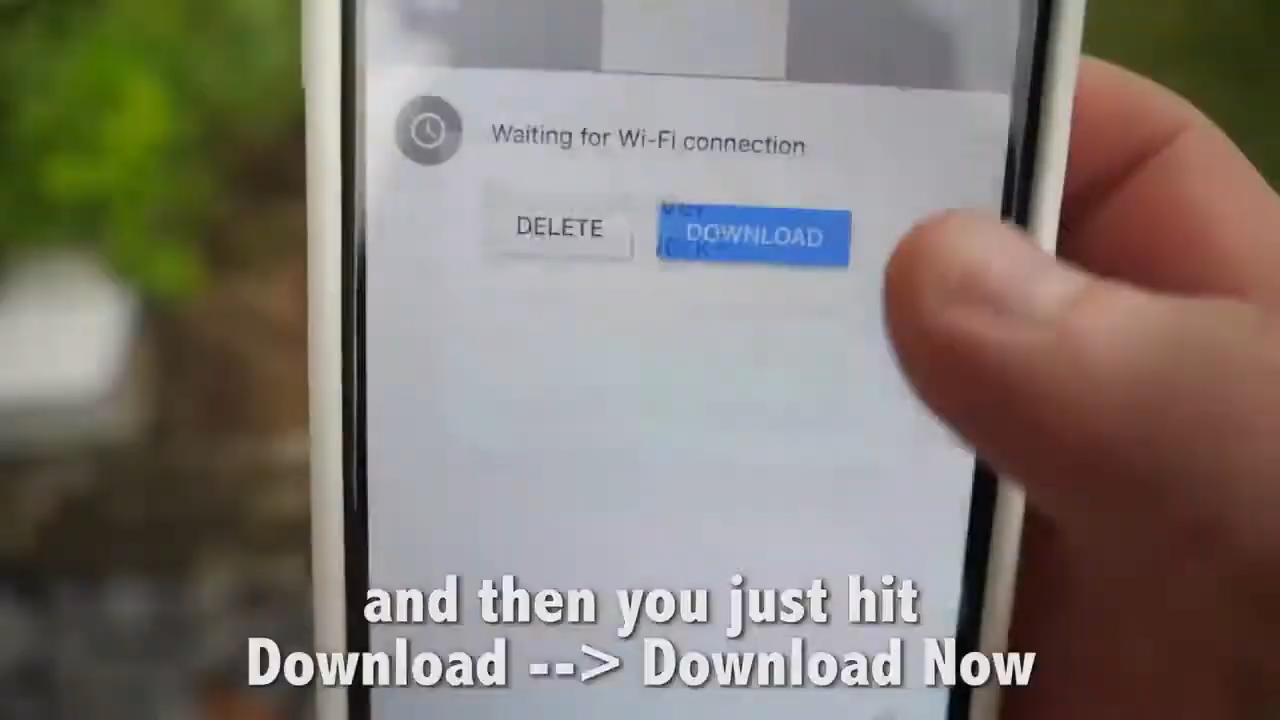 Waiting for Wi-Fi connection
DELETE
DOWNLOAD
and then you just hit
Download --> Download Now